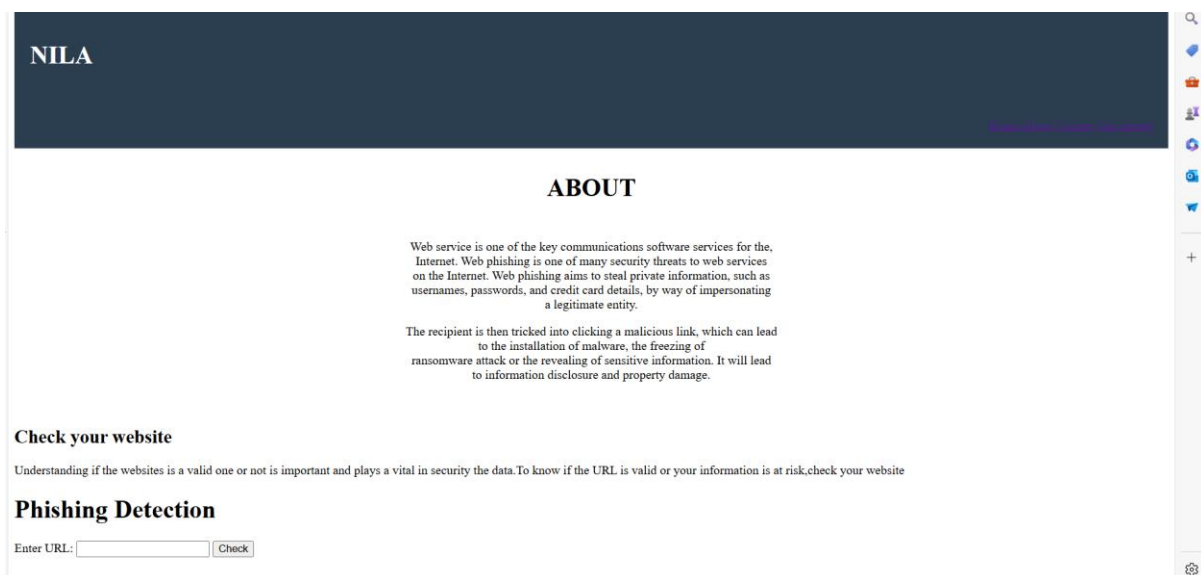 NILA
ABOUT
Web service is one of the key communications software services for the,
Internet. Web phishing is one of many security threats to web services
on the Internet. Web phishing aims to steal private information, such as
usernames, passwords, and credit card details, by way of impersonating
a legitimate entity.
The recipient is then tricked into clicking a malicious link, which can lead
to the installation of malware, the freezing of
ransomware attack or the revealing of sensitive information. It will lead
to information disclosure and property damage.
Check your website
Understanding if the websites is a valid one or not is important and plays a vital in security the data.To know if the URL is valid or your information is at risk,check your website
Phishing Detection
Enter URL: Check